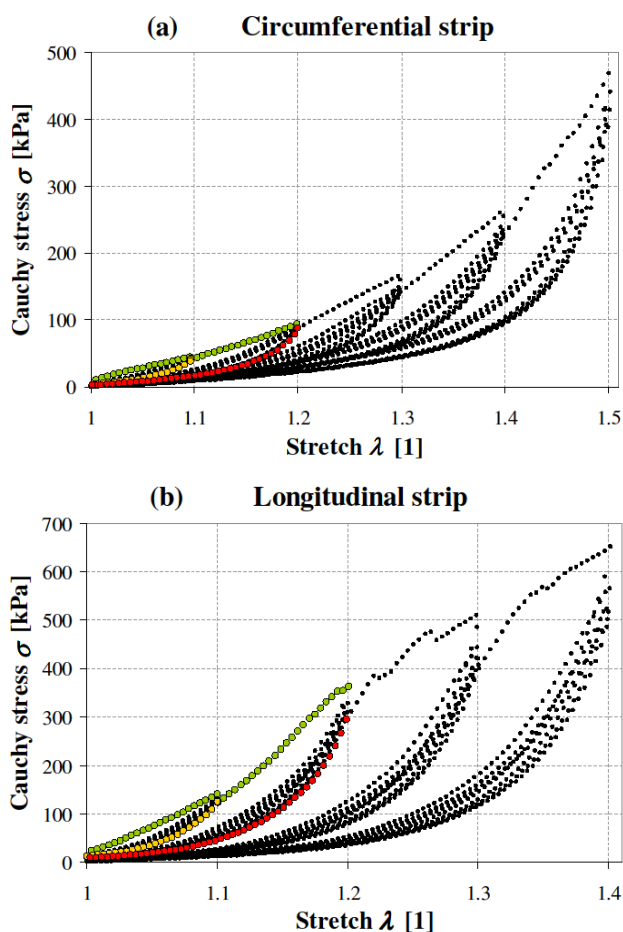 (a) Circumferential strip
500
400
300
200
100
0
Cauchy stress σ [kPa]
1 1.1 1.2 1.3 1.4 1.5
Stretch λ [1]
(b) Longitudinal strip
700
600
500
400
300
200
100
0
Cauchy stress σ [kPa]
1 1.1 1.2 1.3 1.4
Stretch λ [1]